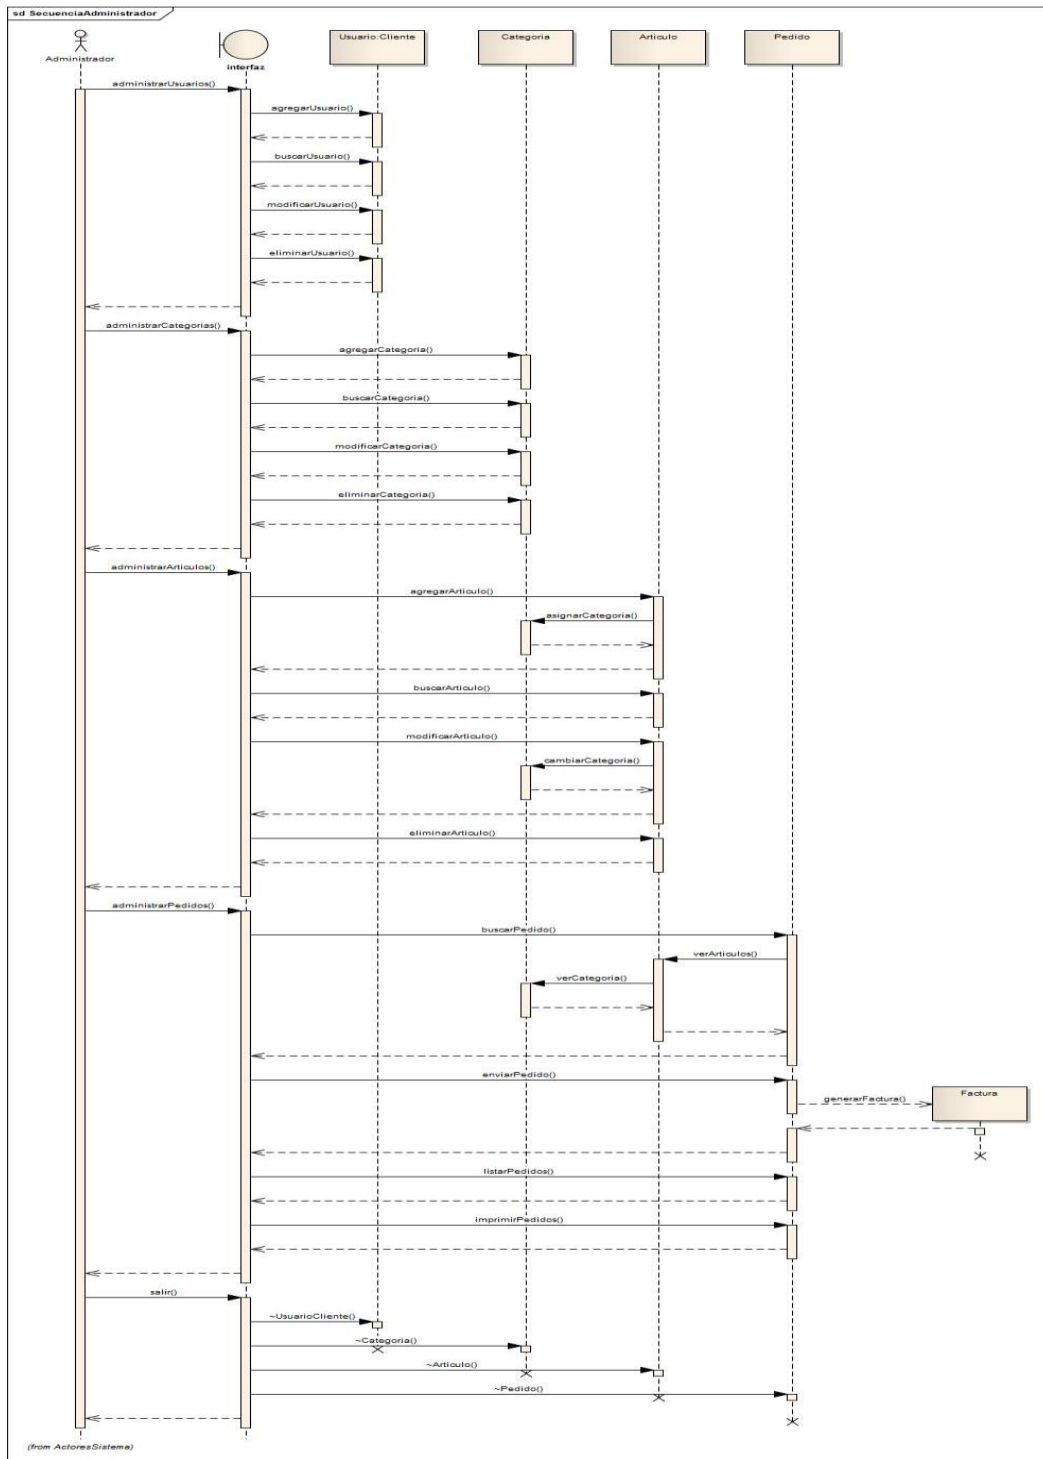 sd SecuenciaAdministrador
Administrador
interfaz
Usuario:Cliente
Categoria
Articulo
Pedido
administrarUsuarios()
agregarUsuario()
buscarUsuario()
modificarUsuario()
eliminarUsuario()
administrarCategorias()
agregarCategoria()
buscarCategoria()
modificarCategoria()
eliminarCategoria()
administrarArticulos()
agregarArticulo()
asignarCategoria()
buscarArticulo()
modificarArticulo()
cambiarCategoria()
eliminarArticulo()
administrarPedidos()
buscarPedido()
verArticulos()
verCategoria()
enviarPedido()
generarFactura()
Factura
listarPedidos()
imprimirPedidos()
salir()
~UsuarioCliente()
~Categoria()
~Articulo()
~Pedido()
(from ActoresSistema)